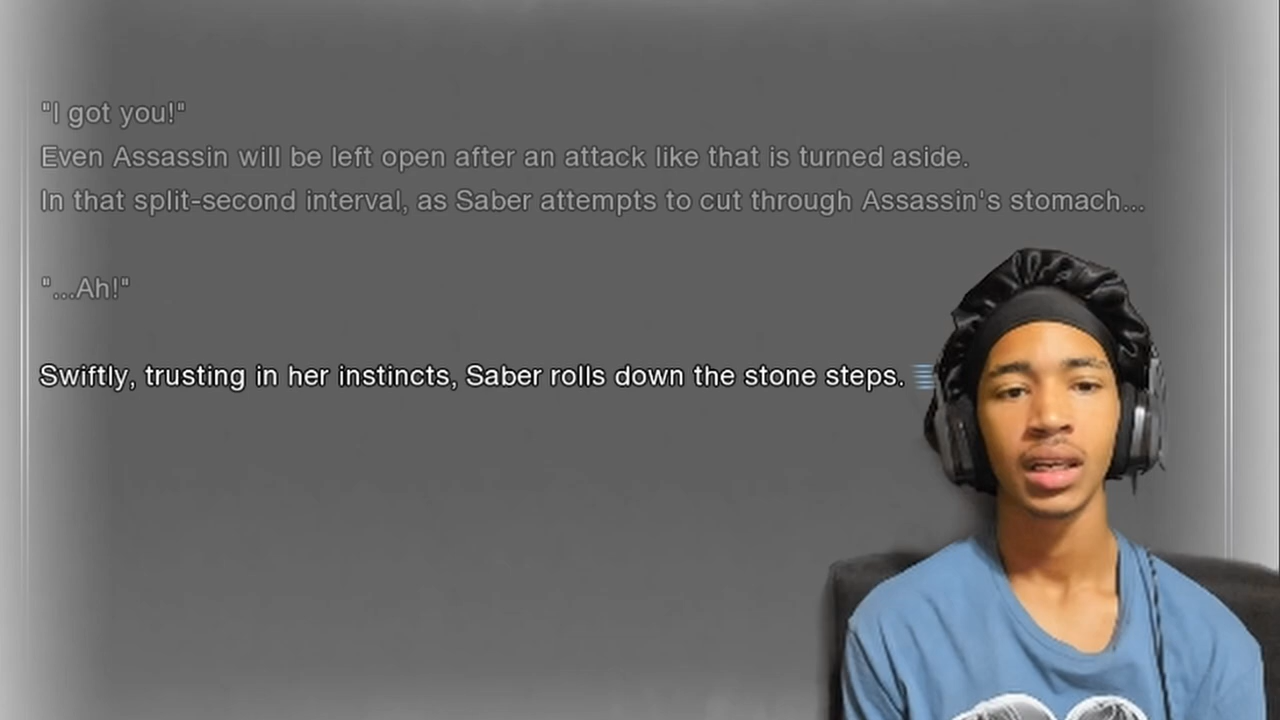 "I got you!"
Even Assassin will be left open after an attack like that is turned aside.
In that split-second interval, as Saber attempts to cut through Assassin's stomach...
"...Ah!"
Swiftly, trusting in her instincts, Saber rolls down the stone steps.